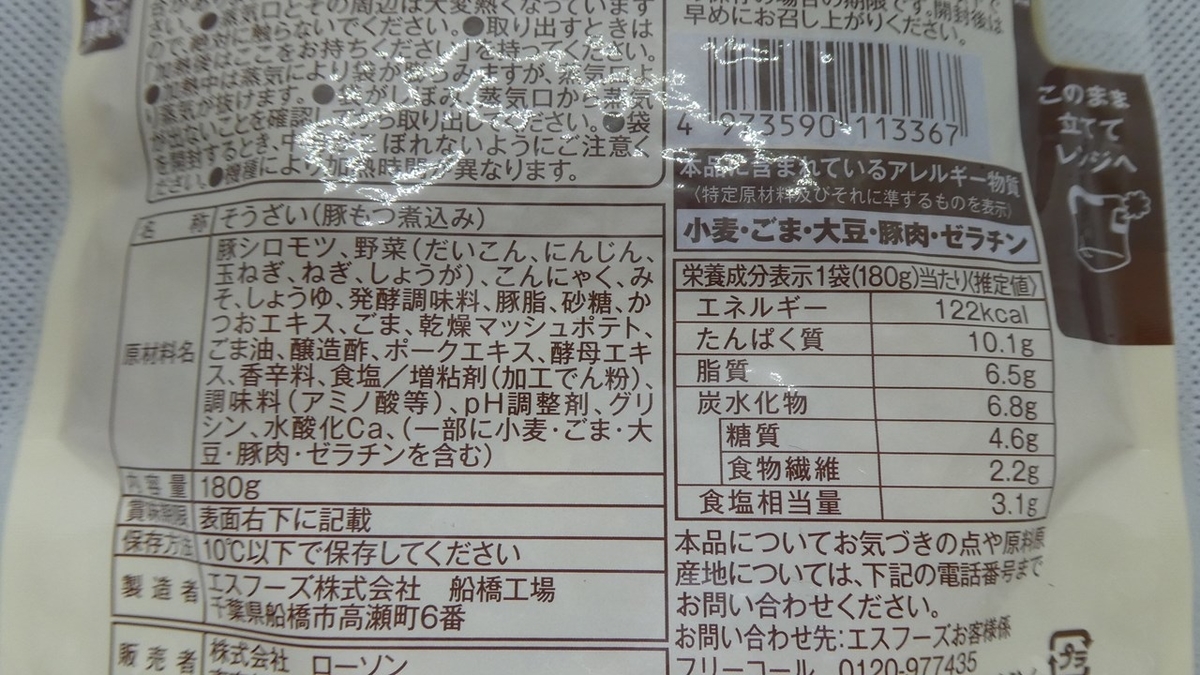 さい。●蒸気口とその周辺は大変熱くなっています
ので、絶対に触らないでください。●取り出すときは
「加熱後はここをお持ちください」を持ってください。
●加熱中は蒸気により袋が膨らみますが、蒸気口よ
り蒸気が抜けます。●袋がしぼみ、蒸気口から蒸気
が出ないことを確認してから取り出してください。●袋
を開封するとき、中身がこぼれないようにご注意く
ださい。●機種により加熱時間が異なります。
名 称 そうざい(豚もつ煮込み)
原材料名
豚シロモツ、野菜(だいこん、にんじん、
玉ねぎ、ねぎ、しょうが)、こんにゃく、み
そ、しょうゆ、発酵調味料、豚脂、砂糖、か
つおエキス、ごま、乾燥マッシュポテト、
ごま油、醸造酢、ポークエキス、酵母エキ
ス、香辛料、食塩/増粘剤(加工でん粉)、
調味料(アミノ酸等)、pH調整剤、グリ
シン、水酸化Ca、(一部に小麦・ごま・大
豆・豚肉・ゼラチンを含む)
内容量 180g
賞味期限 表面右下に記載
保存方法 10℃以下で保存してください
製造者 エスフーズ株式会社 船橋工場
千葉県船橋市高瀬町6番
販売者 株式会社 ローソン
早めにお召し上がりください。
4 973590 113367
本品に含まれているアレルギー物質
(特定原材料及びそれに準ずるものを表示)
小麦・ごま・大豆・豚肉・ゼラチン
栄養成分表示1袋(180g)当たり(推定値)
エネルギー 122kcal
たんぱく質 10.1g
脂質 6.5g
炭水化物 6.8g
糖質 4.6g
食物繊維 2.2g
食塩相当量 3.1g
本品についてお気づきの点や原料原
産地については、下記の電話番号まで
お問い合わせください。
お問い合わせ先:エスフーズお客様係
フリーコール 0120-977435
このまま
立てて
レンジへ
プラ